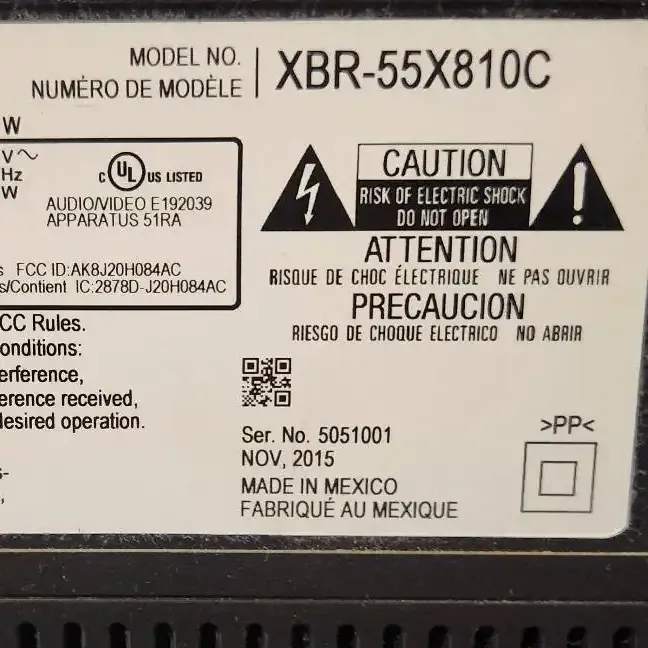 MODEL NO.
NUMÉRO DE MODÈLE
XBR-55X810C
W
V~
Hz
W
C UL US LISTED
AUDIO/VIDEO E192039
APPARATUS 51RA
s FCC ID:AK8J20H084AC
s/Contient IC:2878D-J20H084AC
CC Rules.
onditions:
erference,
erence received,
desired operation.
s-
,
CAUTION
RISK OF ELECTRIC SHOCK
DO NOT OPEN
ATTENTION
RISQUE DE CHOC ÉLECTRIQUE NE PAS OUVRIR
PRECAUCION
RIESGO DE CHOQUE ELECTRICO NO ABRIR
Ser. No. 5051001
NOV, 2015
MADE IN MEXICO
FABRIQUÉ AU MEXIQUE
>PP<